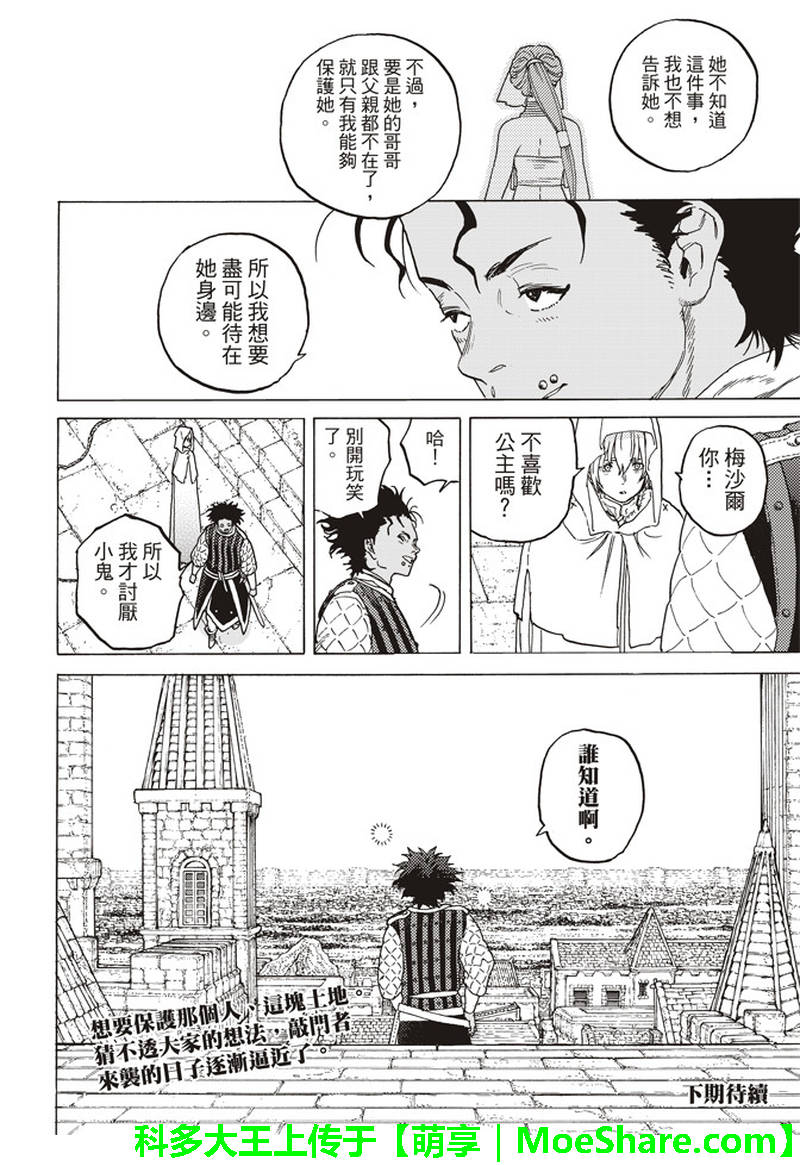 她不知道
這件事，
我也不想
告訴她。
不過，
要是她的哥哥
跟父親都不在了，
就只有我能夠
保護她。
所以我想要
盡可能待在
她身邊。
梅沙爾
你…
不喜歡
公主嗎？
哈！
別開玩笑
了。
所以
我才討厭
小鬼。
誰知道啊。
想要保護那個人、這塊土地。
猜不透大家的想法，敲門者
來襲的日子逐漸逼近了。
下期待續
科多大王上传于【萌享 | MoeShare.com】